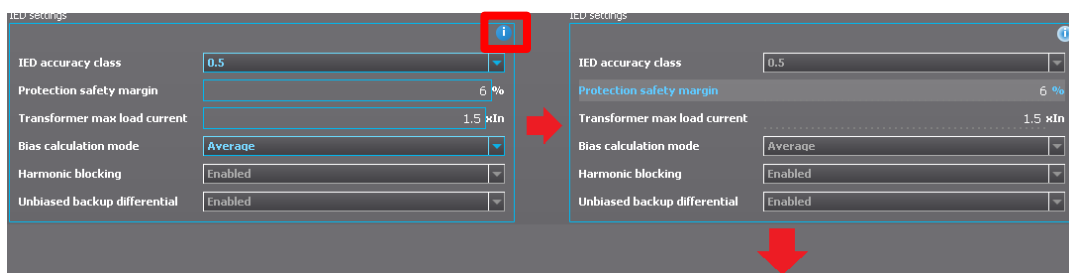 IED settings
i
IED accuracy class 0.5
Protection safety margin 6 %
Transformer max load current 1.5 xIn
Bias calculation mode Average
Harmonic blocking Enabled
Unbiased backup differential Enabled
IED settings
i
IED accuracy class 0.5
Protection safety margin 6 %
Transformer max load current 1.5 xIn
Bias calculation mode Average
Harmonic blocking Enabled
Unbiased backup differential Enabled